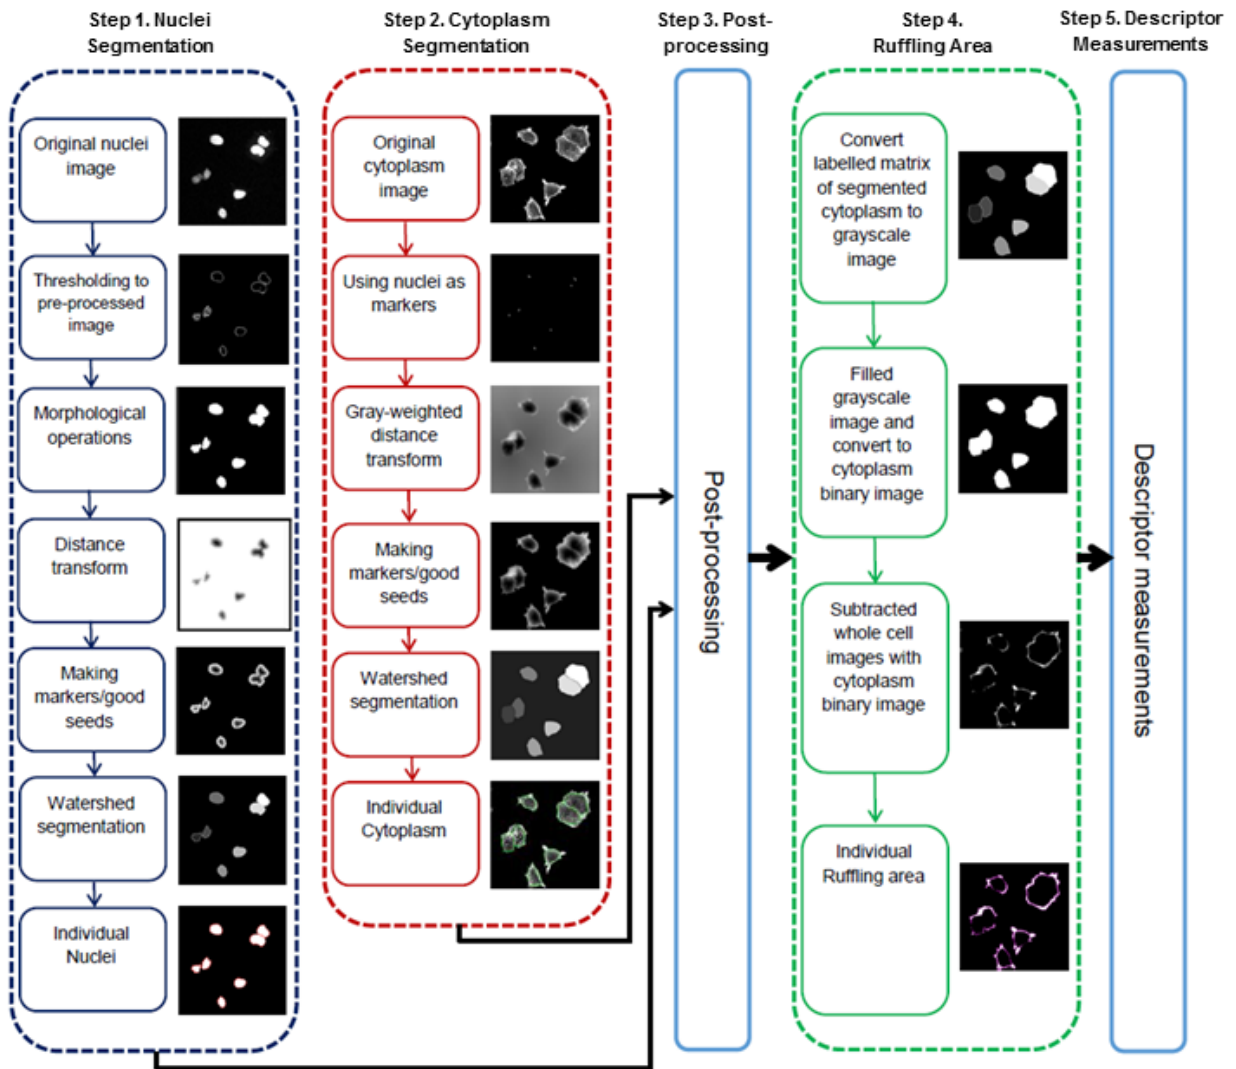 Step 1. Nuclei
Segmentation
Original nuclei
image
Thresholding to
pre-processed
image
Morphological
operations
Distance
transform
Making
markers/good
seeds
Watershed
segmentation
Individual
Nuclei
Step 2. Cytoplasm
Segmentation
Original
cytoplasm
image
Using nuclei as
markers
Gray-weighted
distance
transform
Making
markers/good
seeds
Watershed
segmentation
Individual
Cytoplasm
Step 3. Post-
processing
Post-processing
Step 4.
Ruffling Area
Convert
labelled matrix
of segmented
cytoplasm to
grayscale
image
Filled
grayscale
image and
convert to
cytoplasm
binary image
Subtracted
whole cell
images with
cytoplasm
binary image
Individual
Ruffling area
Step 5. Descriptor
Measurements
Descriptor measurements